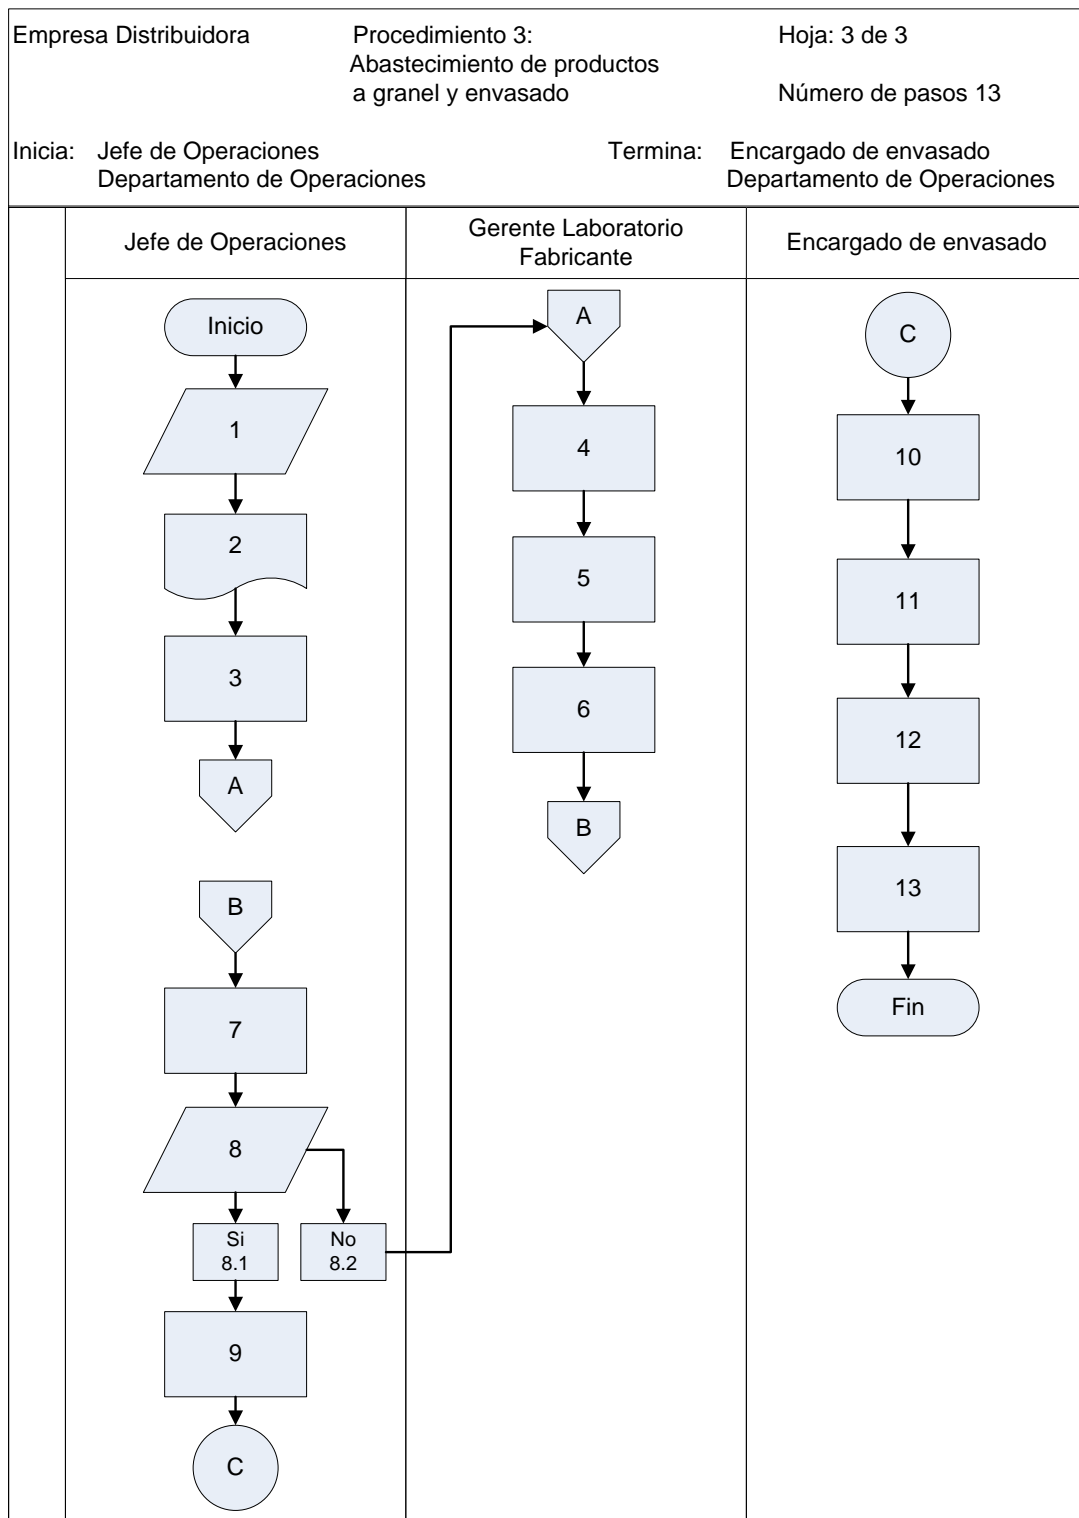 Empresa Distribuidora
Procedimiento 3:
Abastecimiento de productos
a granel y envasado
Hoja: 3 de 3
Número de pasos 13
Inicia: Jefe de Operaciones
Departamento de Operaciones
Termina: Encargado de envasado
Departamento de Operaciones
Jefe de Operaciones
Gerente Laboratorio
Fabricante
Encargado de envasado
Inicio
1
2
3
A
B
7
8
Si
8.1
No
8.2
9
C
A
4
5
6
B
C
10
11
12
13
Fin